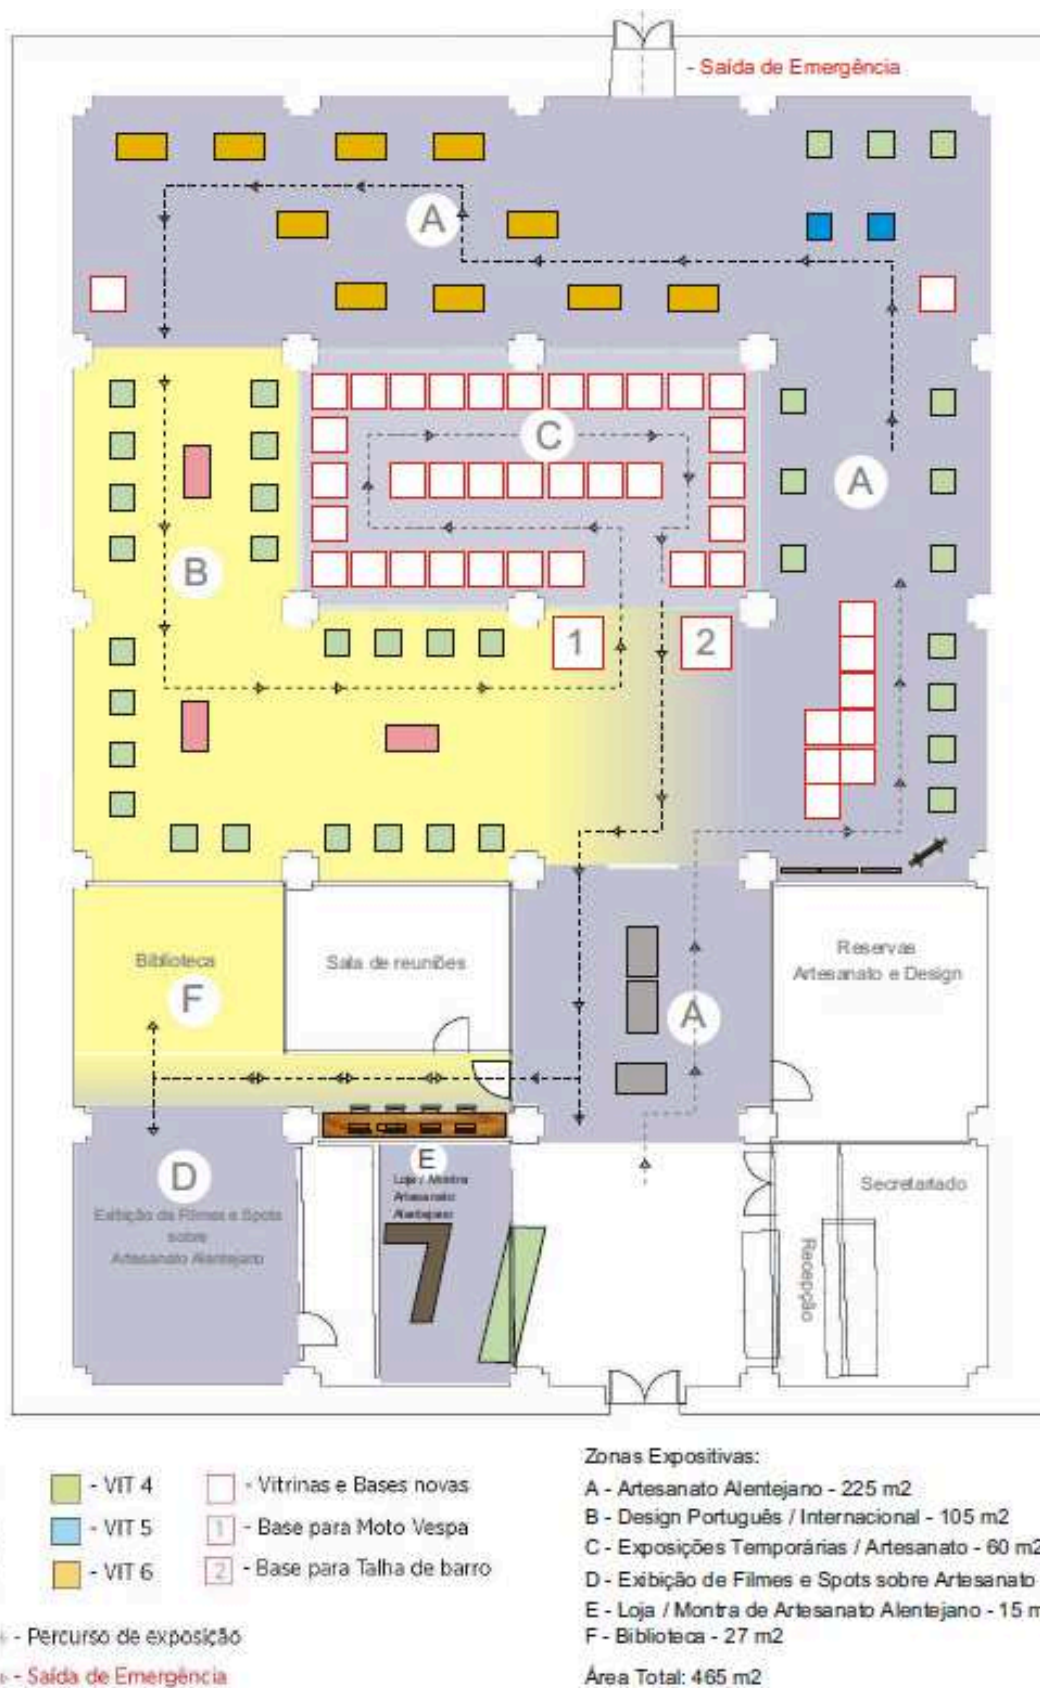 - Saída de Emergência
A
C
A
B
1
2
Biblioteca
F
Sala de reuniões
A
Reservas
Artesanato e Design
D
Exibição de Filmes e Spots
sobre
Artesanato Alentejano
E
Loja / Montra
Artesanato
Alentejano
Secretariado
Recepção
- VIT 4
- VIT 5
- VIT 6
- Vitrinas e Bases novas
1 - Base para Moto Vespa
2 - Base para Talha de barro
- Percurso de exposição
- Saída de Emergência
Zonas Expositivas:
A - Artesanato Alentejano - 225 m2
B - Design Português / Internacional - 105 m2
C - Exposições Temporárias / Artesanato - 60 m2
D - Exibição de Filmes e Spots sobre Artesanato
E - Loja / Montra de Artesanato Alentejano - 15 m
F - Biblioteca - 27 m2
Área Total: 465 m2